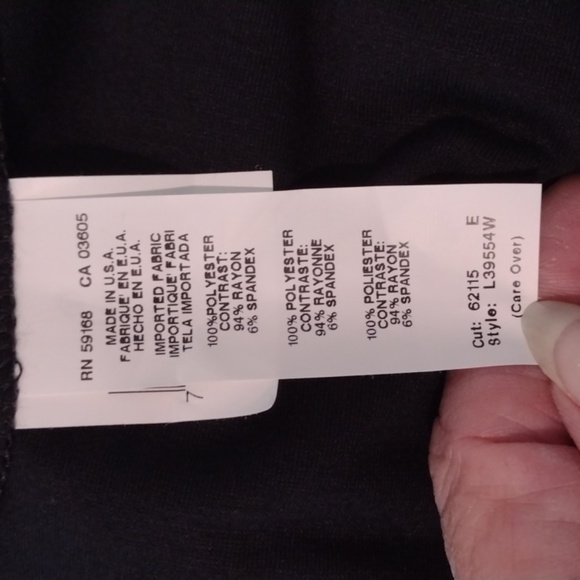 RN 59168 CA 03605
MADE IN U.S.A.
FABRIQUE' EN E.U.A.
HECHO EN E.U.A.
IMPORTED FABRIC
IMPORTIQUE' FABRI
TELA IMPORTADA
7
100%POLYESTER
CONTRAST:
94% RAYON
6% SPANDEX
100% POLYESTER
CONTRASTE:
94% RAYONNE
6% SPANDEX
100% POLIESTER
CONTRASTE:
94% RAYON
6% SPANDEX
Cut: 62115 E
Style: L39554W
(Care Over)